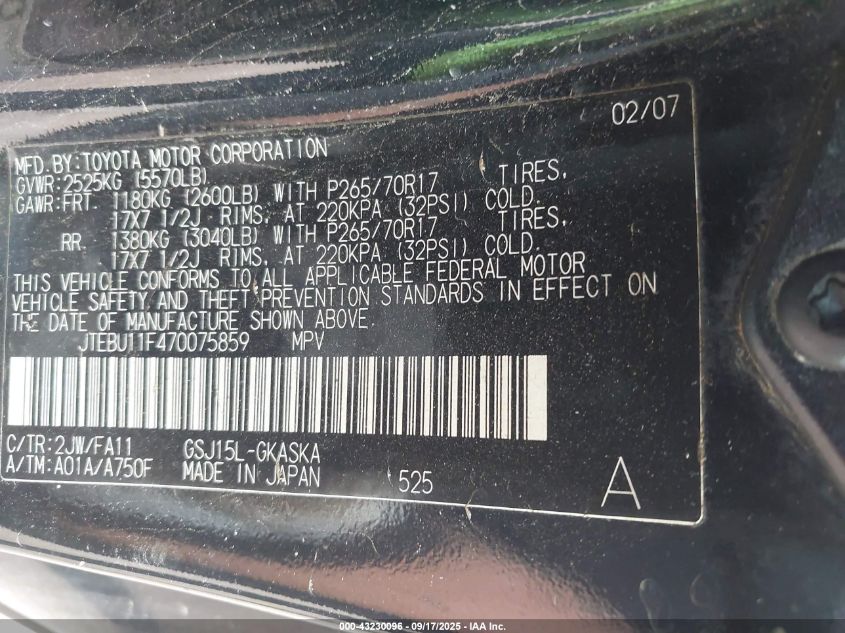 02/07
MFD.BY:TOYOTA MOTOR CORPORATION
GVWR:2525KG (5570LB)
GAWR:FRT. 1180KG (2600LB) WITH P265/70R17 TIRES,
17X7 1/2J RIMS, AT 220KPA (32PSI) COLD.
RR. 1380KG (3040LB) WITH P265/70R17 TIRES,
17X7 1/2J RIMS, AT 220KPA (32PSI) COLD.
THIS VEHICLE CONFORMS TO ALL APPLICABLE FEDERAL MOTOR
VEHICLE SAFETY AND THEFT PREVENTION STANDARDS IN EFFECT ON
THE DATE OF MANUFACTURE SHOWN ABOVE.
JTEBU11F470075859 MPV
C/TR:2JW/FA11 GSJ15L-GKASKA
A/TM:A01A/A750F MADE IN JAPAN 525 A
000-43230096 - 09/17/2025 - IAA Inc.